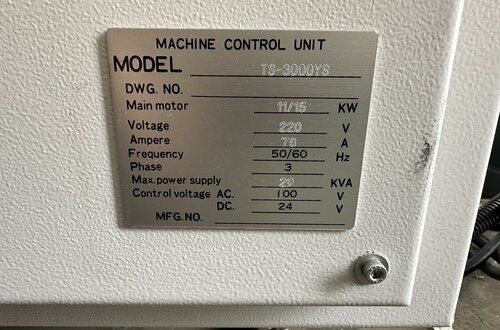 MACHINE CONTROL UNIT
MODEL TS-3000YS
DWG. NO.
Main motor 11/15 KW
Voltage 220 V
Ampere 76 A
Frequency 50/60 Hz
Phase 3
Max. power supply 29 KVA
Control voltage AC. 100 V
DC. 24 V
MFG. NO.